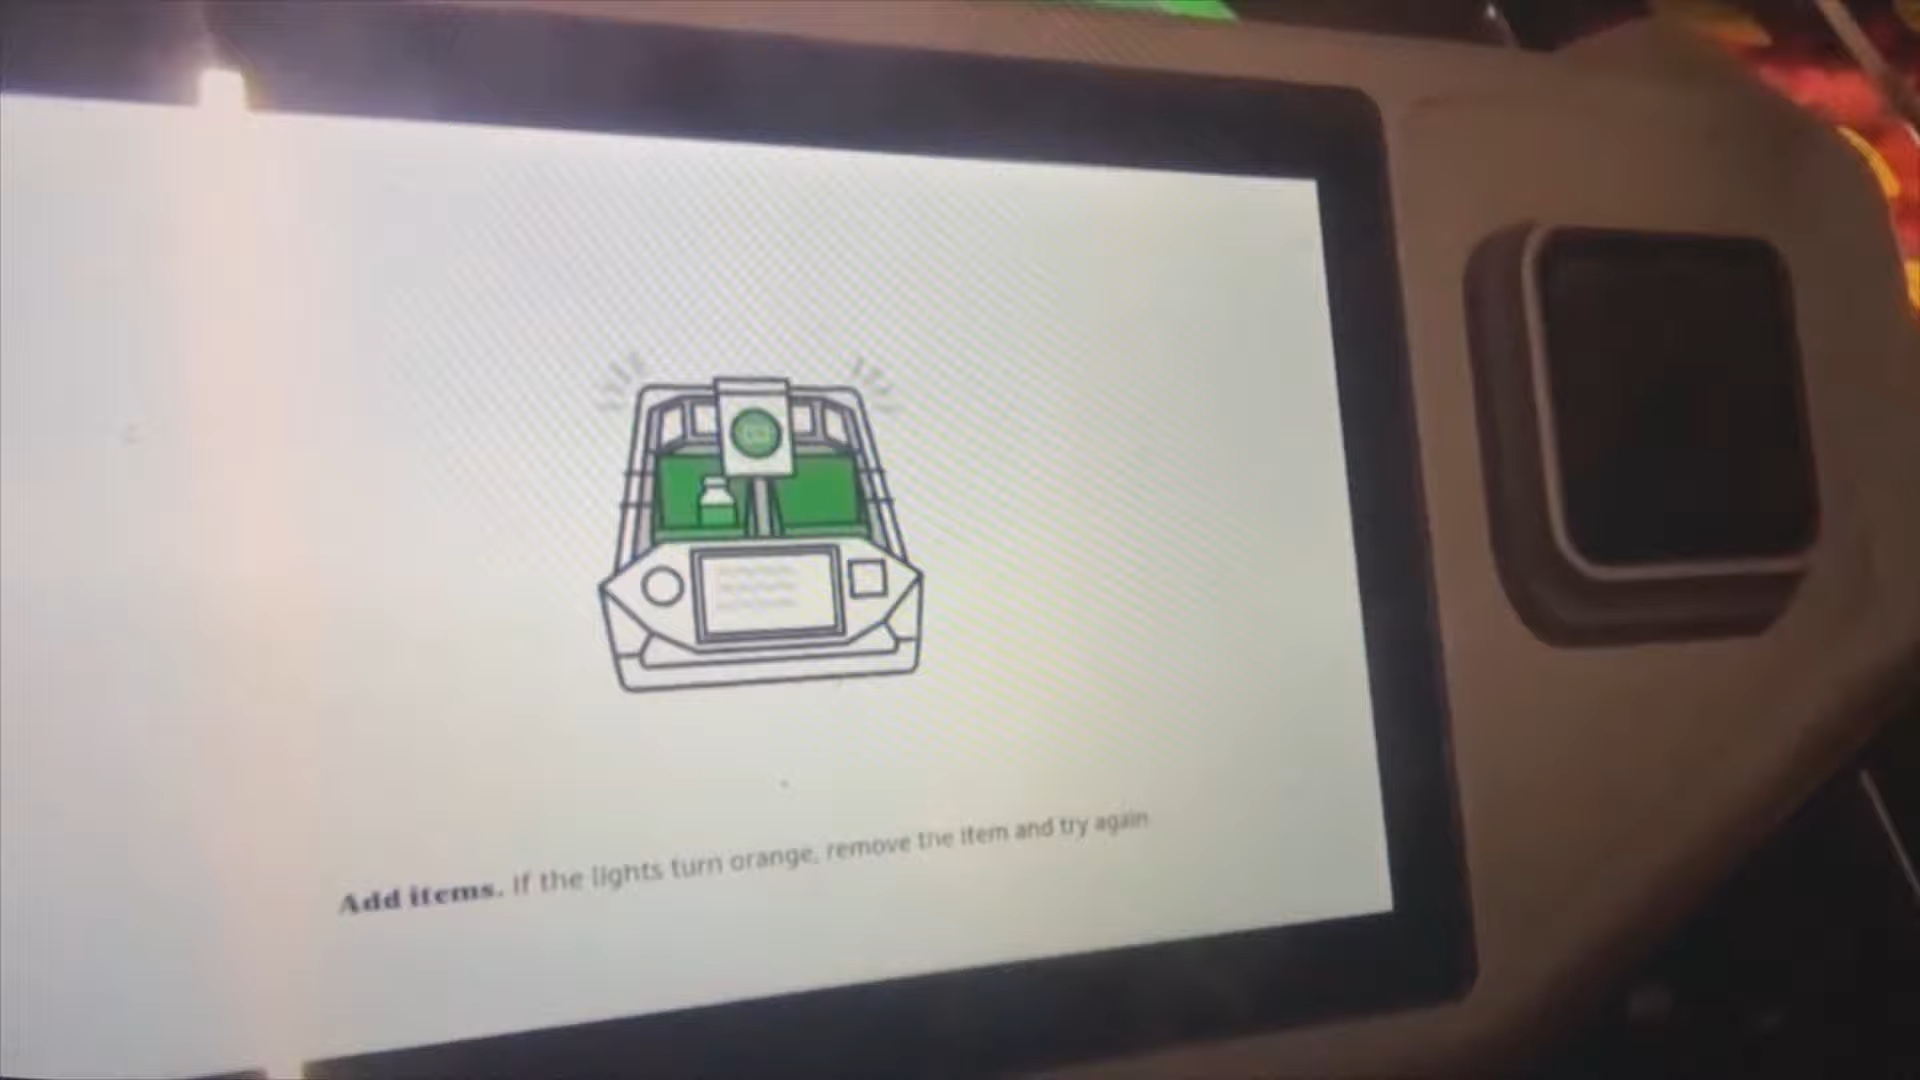 Add items. If the lights turn orange, remove the item and try again